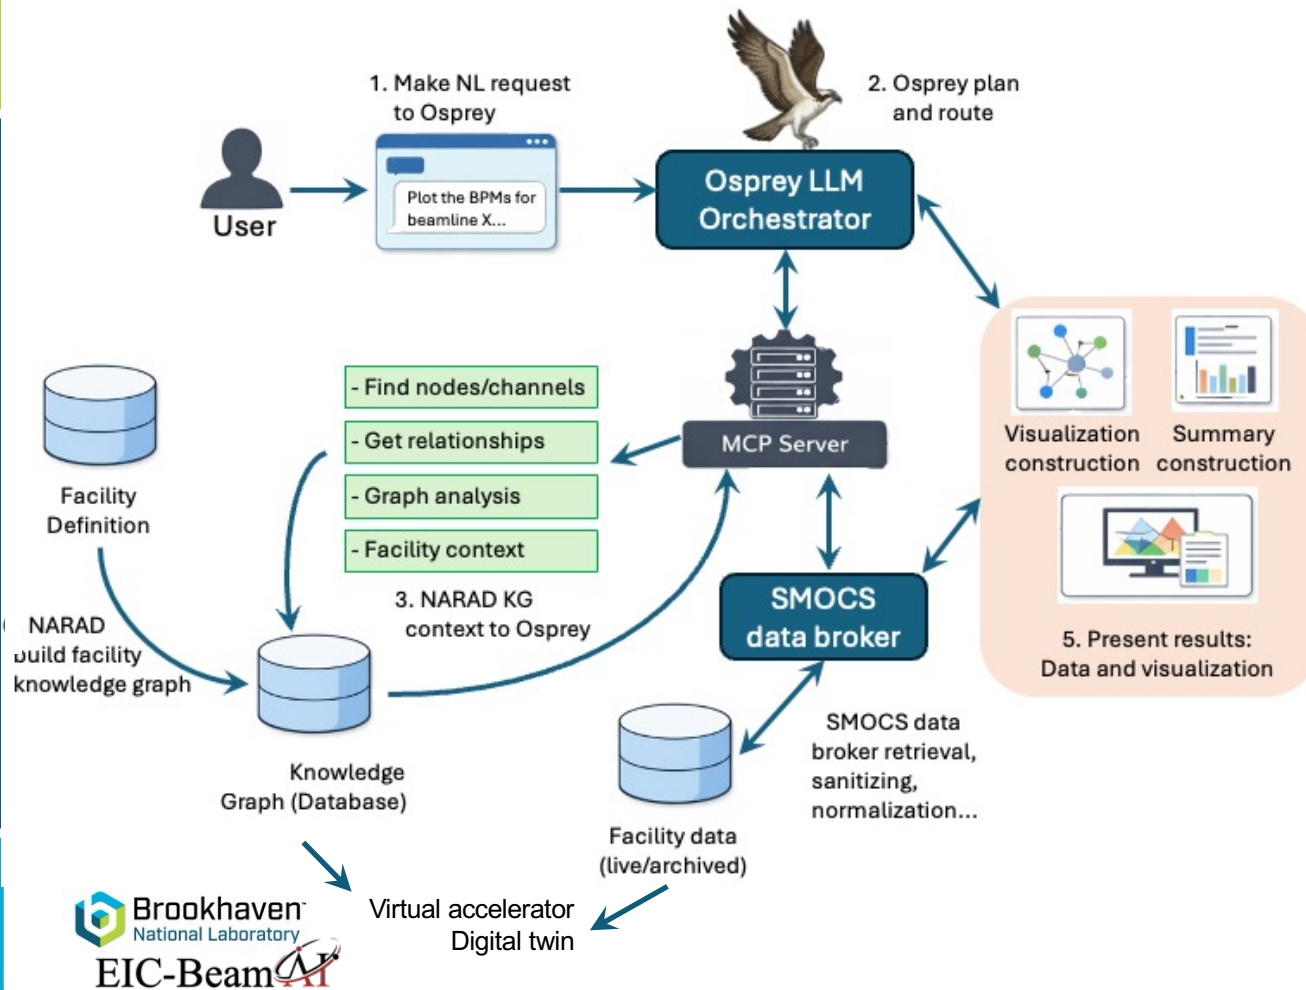 1. Make NL request
to Osprey
2. Osprey plan
and route
User
Plot the BPMs for
beamline X...
Osprey LLM
Orchestrator
- Find nodes/channels
- Get relationships
- Graph analysis
- Facility context
MCP Server
Visualization
construction
Summary
construction
Facility
Definition
3. NARAD KG
context to Osprey
SMOCS
data broker
5. Present results:
Data and visualization
NARAD
build facility
knowledge graph
Knowledge
Graph (Database)
SMOCS data
broker retrieval,
sanitizing,
normalization...
Facility data
(live/archived)
Virtual accelerator
Digital twin
Brookhaven™
National Laboratory
EIC-BeamAI